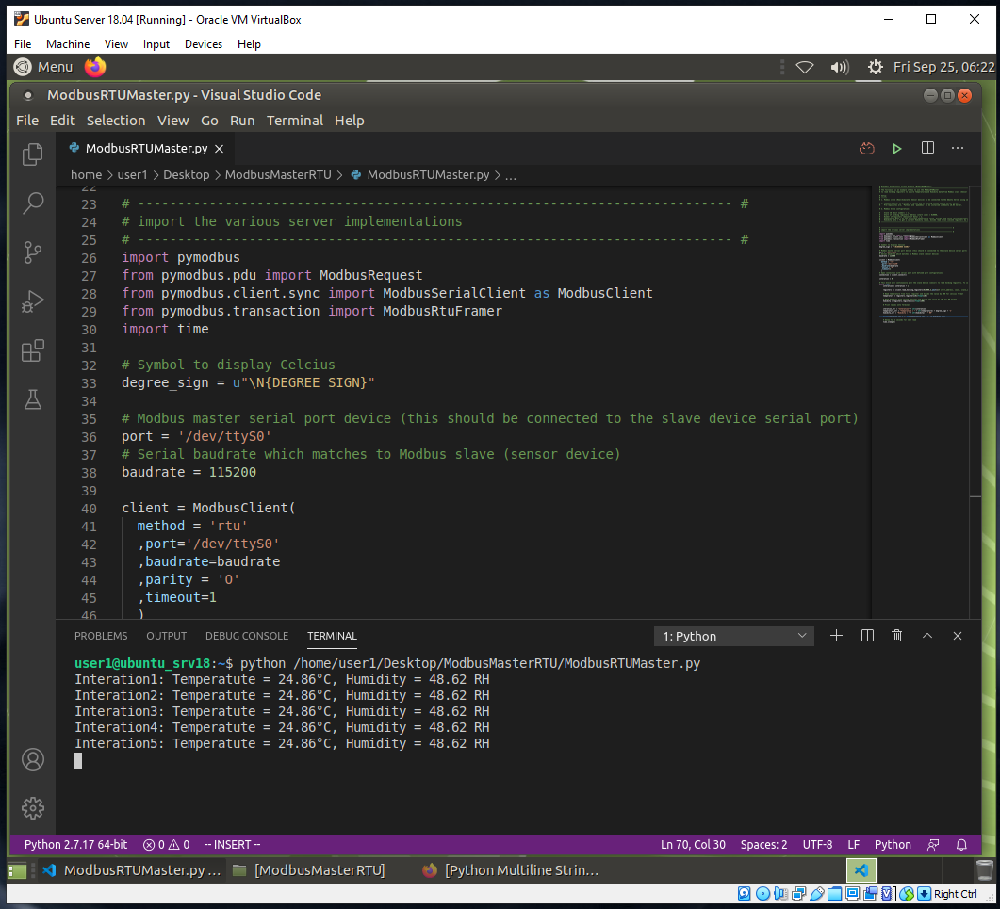 Ubuntu Server 18.04 [Running] - Oracle VM VirtualBox
File Machine View Input Devices Help
Menu Fri Sep 25, 06:22
ModbusRTUMaster.py - Visual Studio Code
File Edit Selection View Go Run Terminal Help
ModbusRTUMaster.py
home > user1 > Desktop > ModbusMasterRTU > ModbusRTUMaster.py > ...
22
23 # --------------------------------------------------------------------------- #
24 # import the various server implementations
25 # --------------------------------------------------------------------------- #
26 import pymodbus
27 from pymodbus.pdu import ModbusRequest
28 from pymodbus.client.sync import ModbusSerialClient as ModbusClient
29 from pymodbus.transaction import ModbusRtuFramer
30 import time
31
32 # Symbol to display Celcius
33 degree_sign = u"\N{DEGREE SIGN}"
34
35 # Modbus master serial port device (this should be connected to the slave device serial port)
36 port = '/dev/ttyS0'
37 # Serial baudrate which matches to Modbus slave (sensor device)
38 baudrate = 115200
39
40 client = ModbusClient(
41 method = 'rtu'
42 ,port='/dev/ttyS0'
43 ,baudrate=baudrate
44 ,parity = 'O'
45 ,timeout=1
46 )
PROBLEMS OUTPUT DEBUG CONSOLE TERMINAL 1: Python
user1@ubuntu_srv18:~$ python /home/user1/Desktop/ModbusMasterRTU/ModbusRTUMaster.py
Interation1: Temperatute = 24.86°C, Humidity = 48.62 RH
Interation2: Temperatute = 24.86°C, Humidity = 48.62 RH
Interation3: Temperatute = 24.86°C, Humidity = 48.62 RH
Interation4: Temperatute = 24.86°C, Humidity = 48.62 RH
Interation5: Temperatute = 24.86°C, Humidity = 48.62 RH
Python 2.7.17 64-bit 0 0 -- INSERT -- Ln 70, Col 30 Spaces: 2 UTF-8 LF Python
ModbusRTUMaster.py ... [ModbusMasterRTU] [Python Multiline Strin...
Right Ctrl